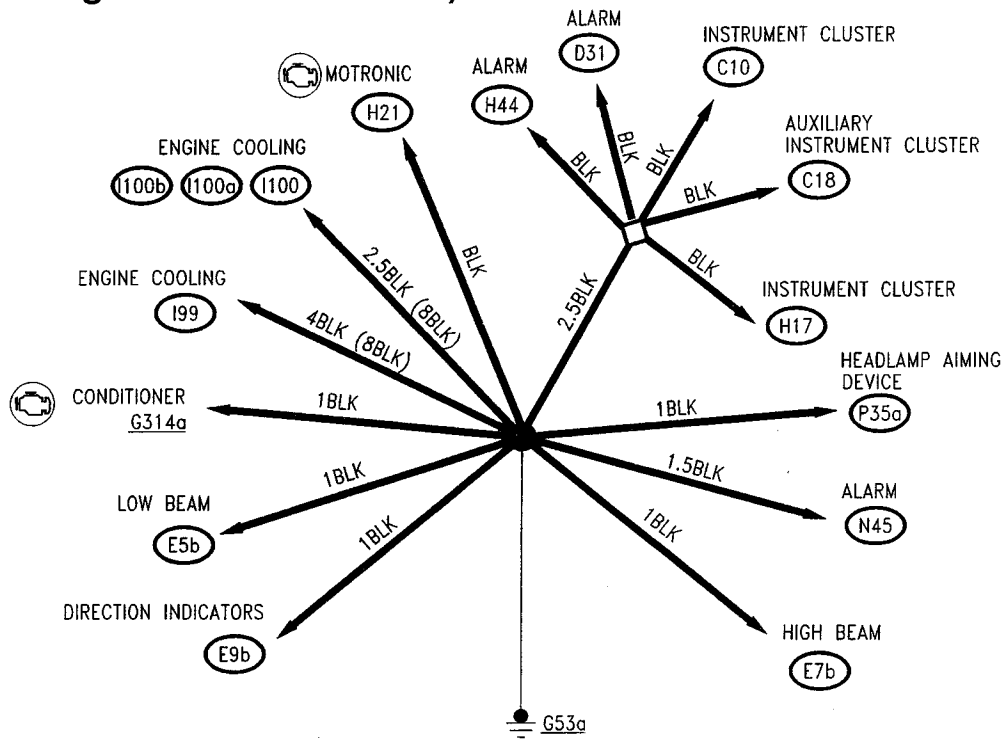 ALARM
D31
INSTRUMENT CLUSTER
C10
MOTRONIC
H21
ALARM
H44
AUXILIARY
INSTRUMENT CLUSTER
C18
ENGINE COOLING
I100b I100a I100
BLK
BLK
BLK
BLK
BLK
BLK
2.5BLK (8BLK)
2.5BLK
ENGINE COOLING
I99
4BLK (8BLK)
INSTRUMENT CLUSTER
H17
HEADLAMP AIMING
DEVICE
P35a
CONDITIONER
G314a
1BLK
1BLK
1.5BLK
ALARM
N45
LOW BEAM
E5b
1BLK
1BLK
1BLK
DIRECTION INDICATORS
E9b
HIGH BEAM
E7b
G53a